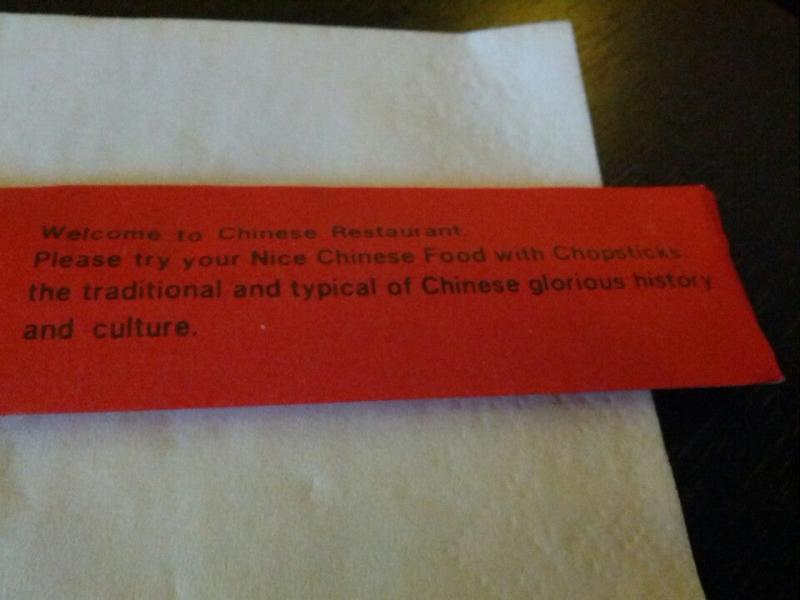 Welcome to Chinese Restaurant.
Please try your Nice Chinese Food with Chopsticks
the traditional and typical of Chinese glorious history
and culture.